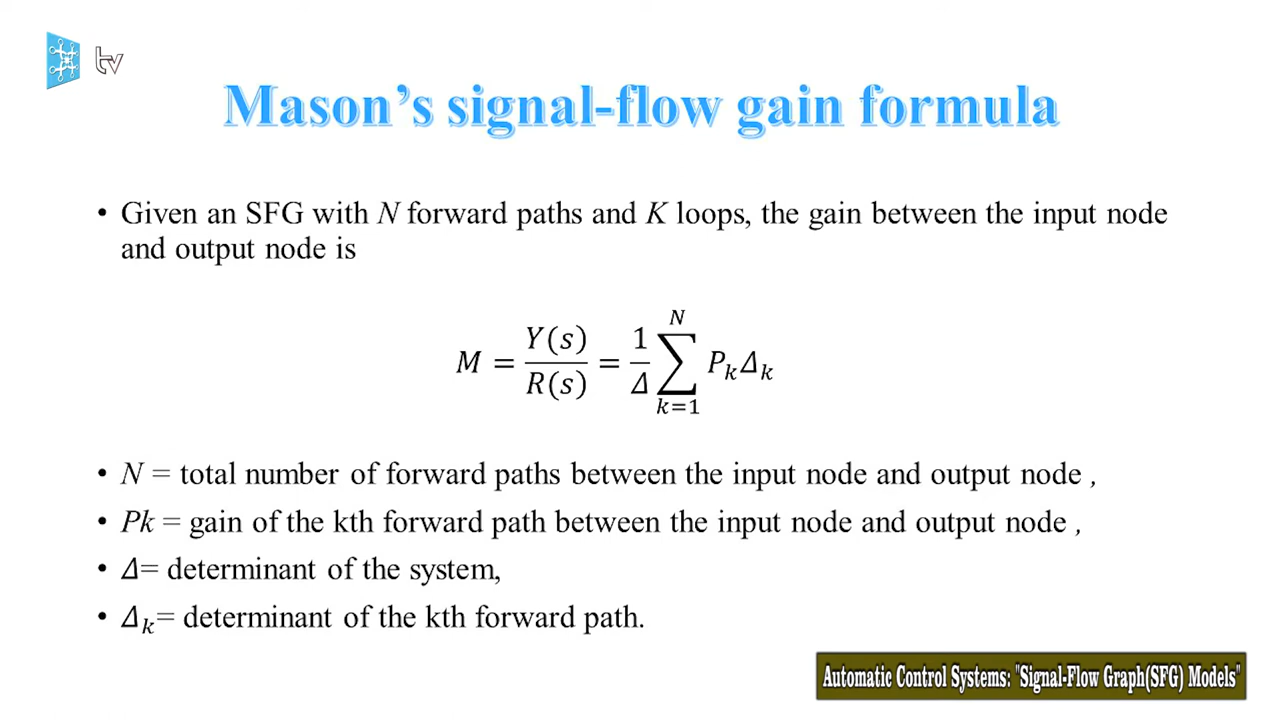 tv
Mason's signal-flow gain formula
• Given an SFG with N forward paths and K loops, the gain between the input node
and output node is
M = Y(s)/R(s) = 1/Δ ∑_{k=1}^{N} P_k Δ_k
• N = total number of forward paths between the input node and output node ,
• Pk = gain of the kth forward path between the input node and output node ,
• Δ= determinant of the system,
• Δ_k= determinant of the kth forward path.
Automatic Control Systems: "Signal-Flow Graph(SFG) Models"